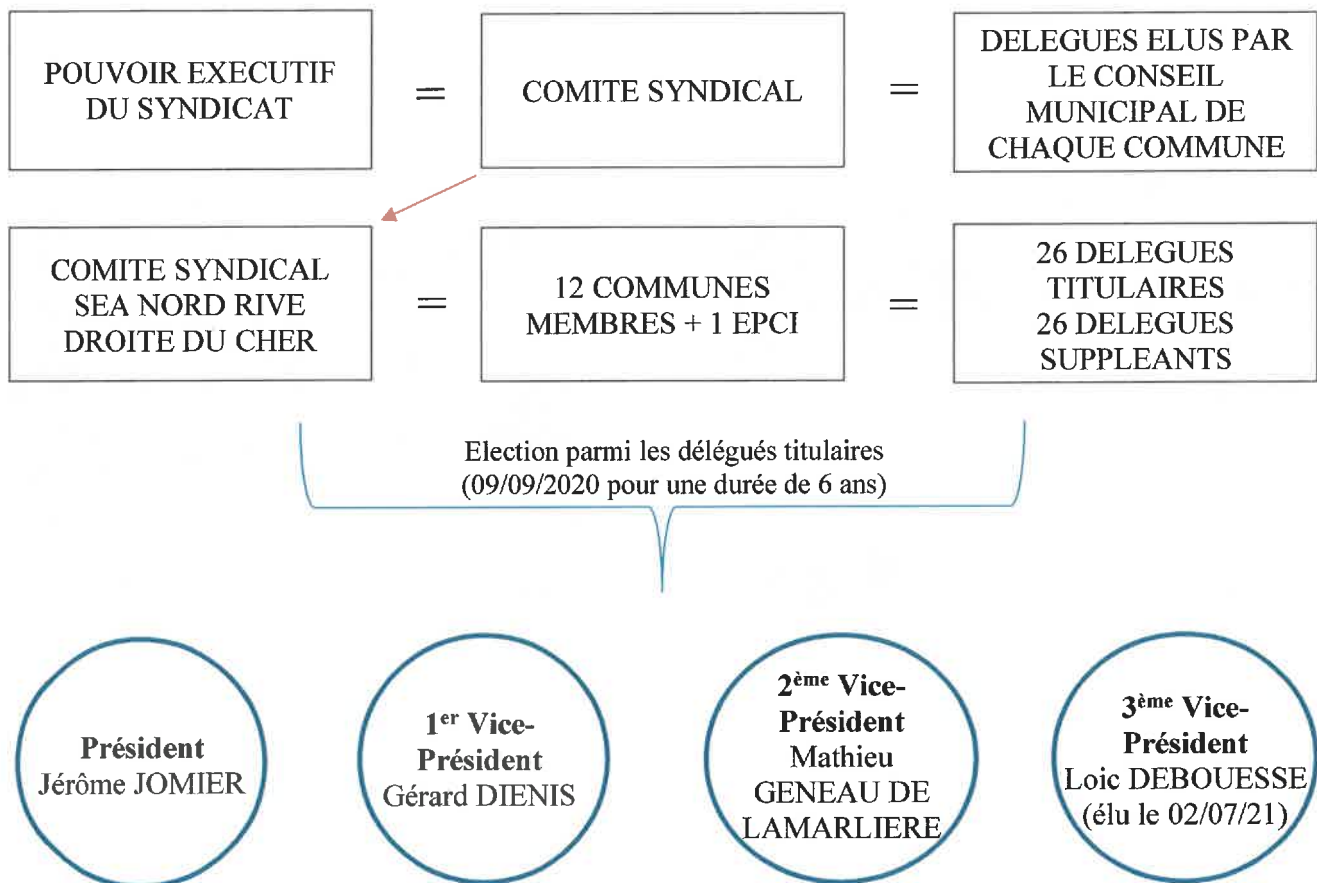 POUVOIR EXECUTIF
DU SYNDICAT
=
COMITE SYNDICAL
=
DELEGUES ELUS PAR
LE CONSEIL
MUNICIPAL DE
CHAQUE COMMUNE
COMITE SYNDICAL
SEA NORD RIVE
DROITE DU CHER
=
12 COMMUNES
MEMBRES + 1 EPCI
=
26 DELEGUES
TITULAIRES
26 DELEGUES
SUPPLEANTS
Election parmi les délégués titulaires
(09/09/2020 pour une durée de 6 ans)
Président
Jérôme JOMIER
1er Vice-
Président
Gérard DIENIS
2ème Vice-
Président
Mathieu
GENEAU DE
LAMARLIERE
3ème Vice-
Président
Loic DEBOUESSE
(élu le 02/07/21)